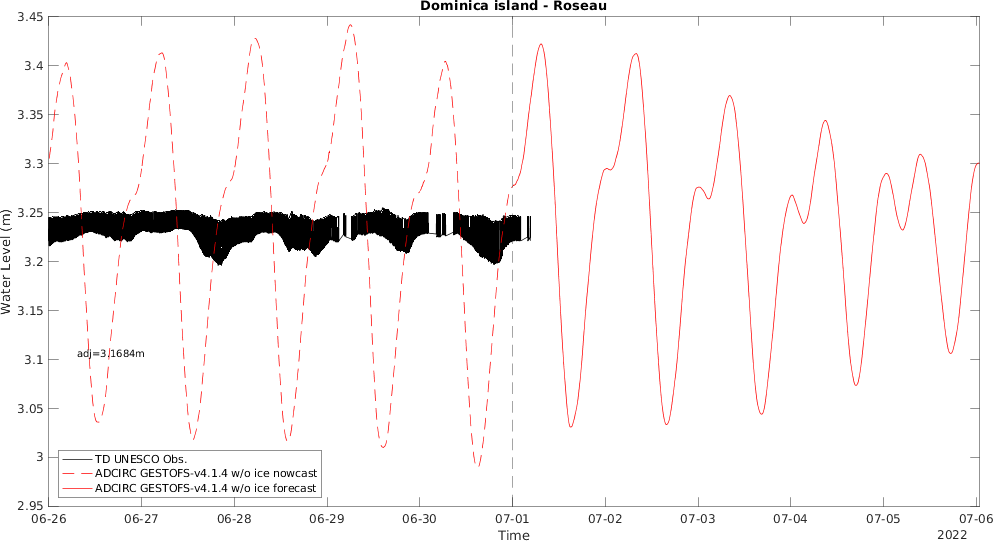 Dominica island - Roseau
3.45
3.4
3.35
3.3
3.25
3.2
3.15
3.1
3.05
3
2.95
Water Level (m)
adj=3.1684m
TD UNESCO Obs.
ADCIRC GESTOFS-v4.1.4 w/o ice nowcast
ADCIRC GESTOFS-v4.1.4 w/o ice forecast
06-26 06-27 06-28 06-29 06-30 07-01 07-02 07-03 07-04 07-05 07-06
Time
2022